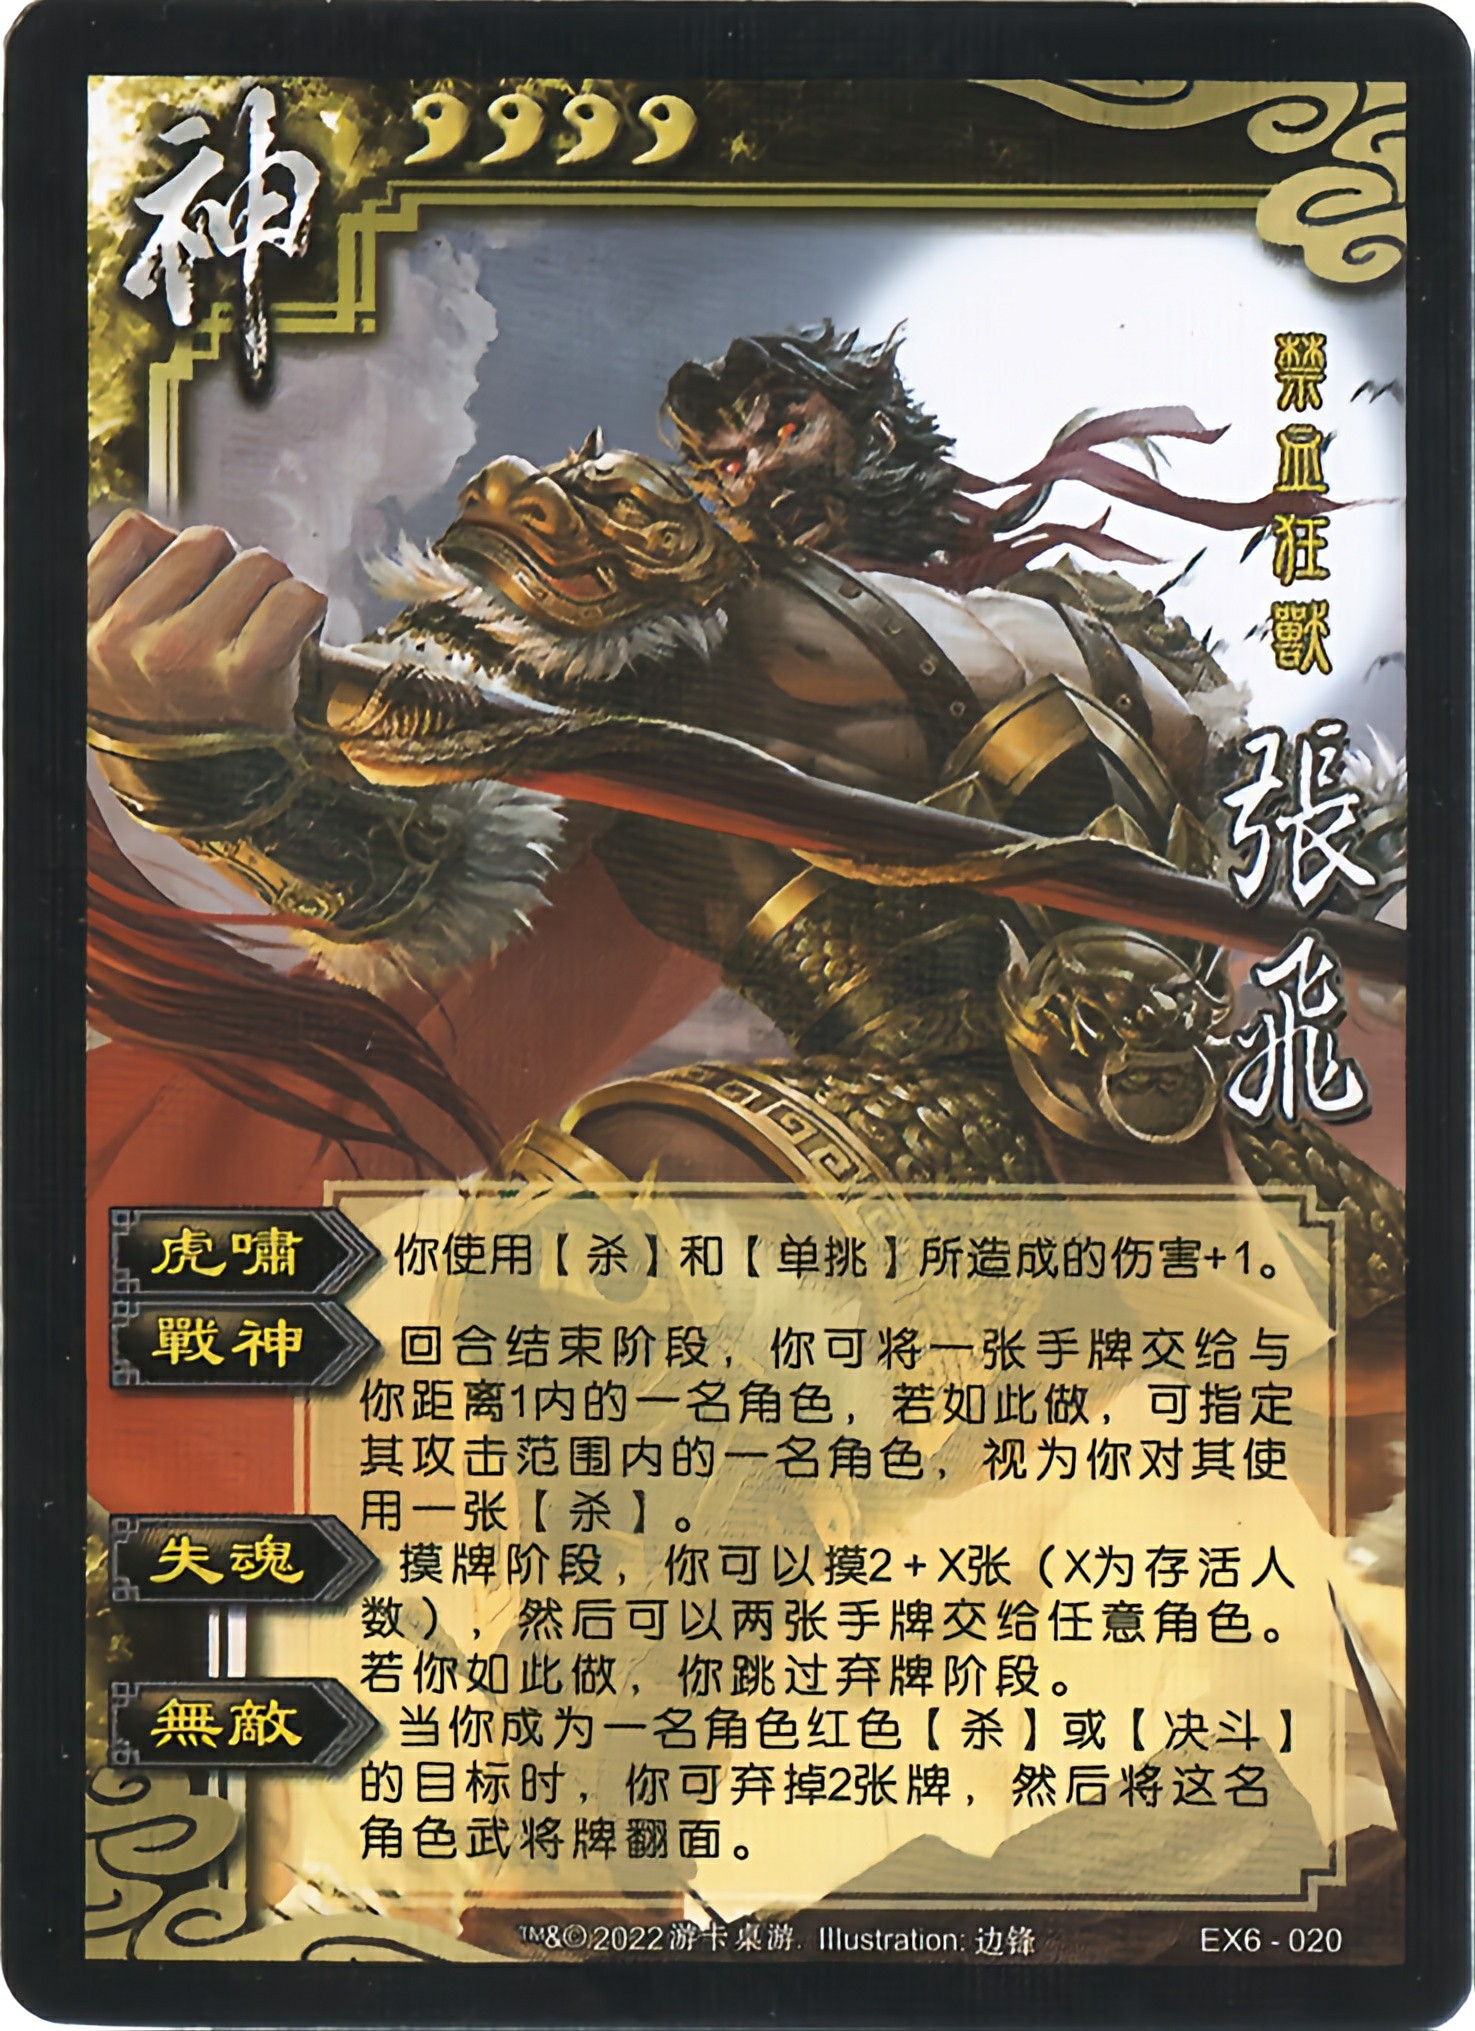 神
禁血狂獸
張飛
虎嘯
你使用【杀】和【单挑】所造成的伤害+1。
戰神
回合结束阶段，你可将一张手牌交给与
你距离1内的一名角色，若如此做，可指定
其攻击范围内的一名角色，视为你对其使
用一张【杀】。
失魂
摸牌阶段，你可以摸2+X张（X为存活人
数），然后可以两张手牌交给任意角色。
若你如此做，你跳过弃牌阶段。
無敵
当你成为一名角色红色【杀】或【决斗】
的目标时，你可弃掉2张牌，然后将这名
角色武将牌翻面。
™&©2022游卡桌游. Illustration: 边锋
EX6 - 020